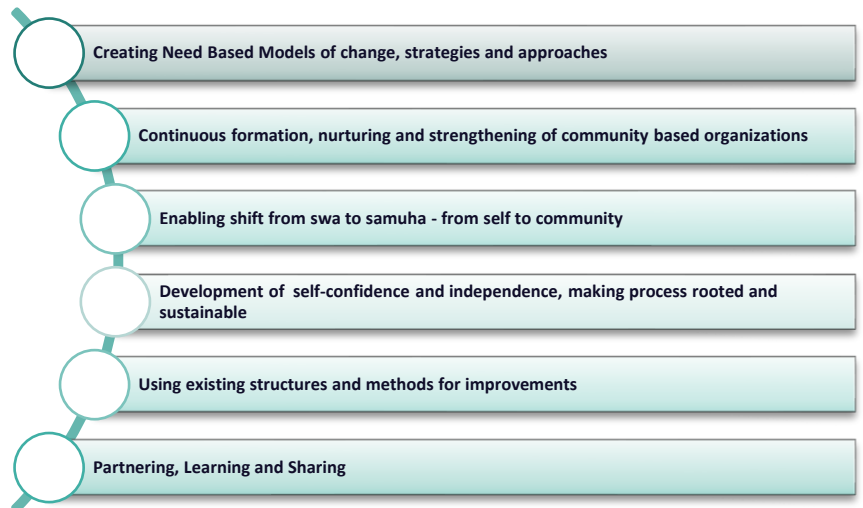 Creating Need Based Models of change, strategies and approaches
Continuous formation, nurturing and strengthening of community based organizations
Enabling shift from swa to samuha - from self to community
Development of self-confidence and independence, making process rooted and
sustainable
Using existing structures and methods for improvements
Partnering, Learning and Sharing